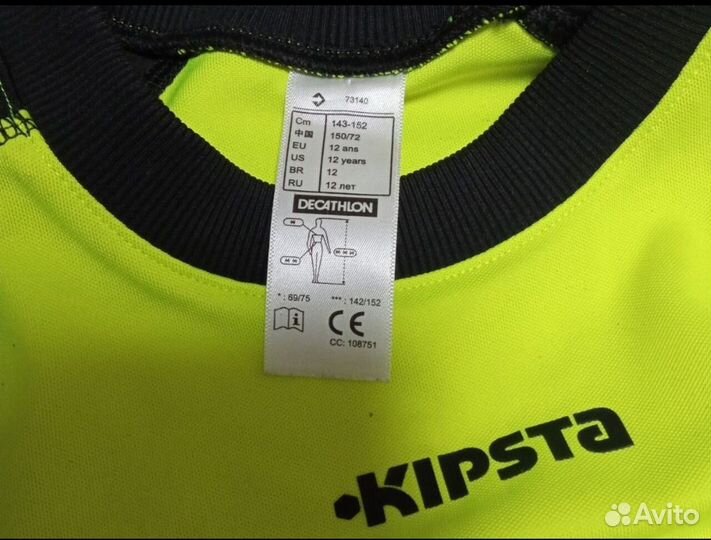 73140
Cm 143-152
中国 150/72
EU 12 ans
US 12 years
BR 12
RU 12 лет
DECATHLON
* : 69/75 *** : 142/152
CE
CC: 108751
KIPSTA
Avito